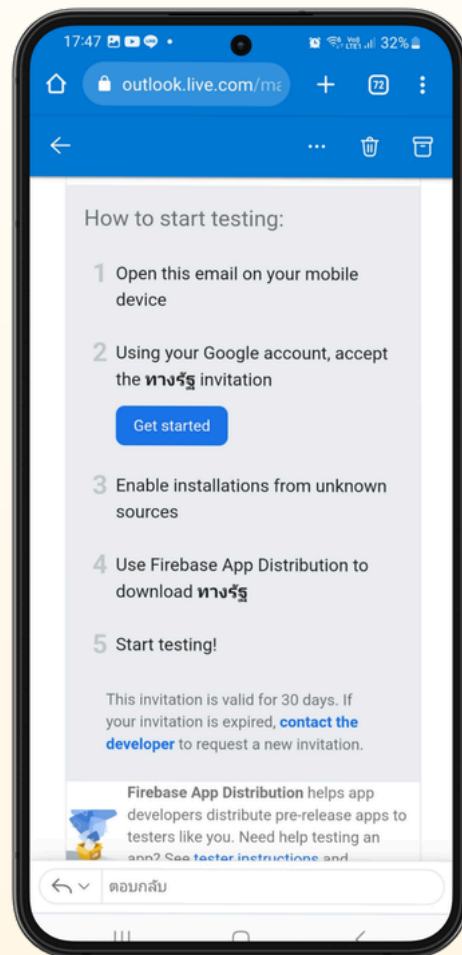 17:47
32%
outlook.live.com/ma
72
How to start testing:
1 Open this email on your mobile
device
2 Using your Google account, accept
the ทางรัฐ invitation
Get started
3 Enable installations from unknown
sources
4 Use Firebase App Distribution to
download ทางรัฐ
5 Start testing!
This invitation is valid for 30 days. If
your invitation is expired, contact the
developer to request a new invitation.
Firebase App Distribution helps app
developers distribute pre-release apps to
testers like you. Need help testing an
app? See tester instructions and
ตอบกลับ